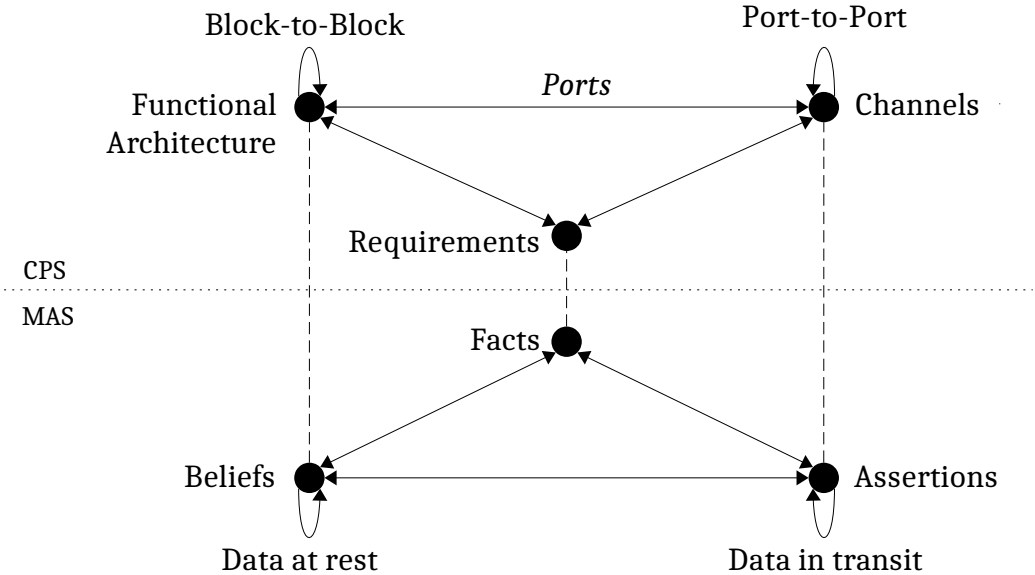 Block-to-Block
Port-to-Port
Ports
Functional
Architecture
Channels
Requirements
CPS
MAS
Facts
Beliefs
Assertions
Data at rest
Data in transit